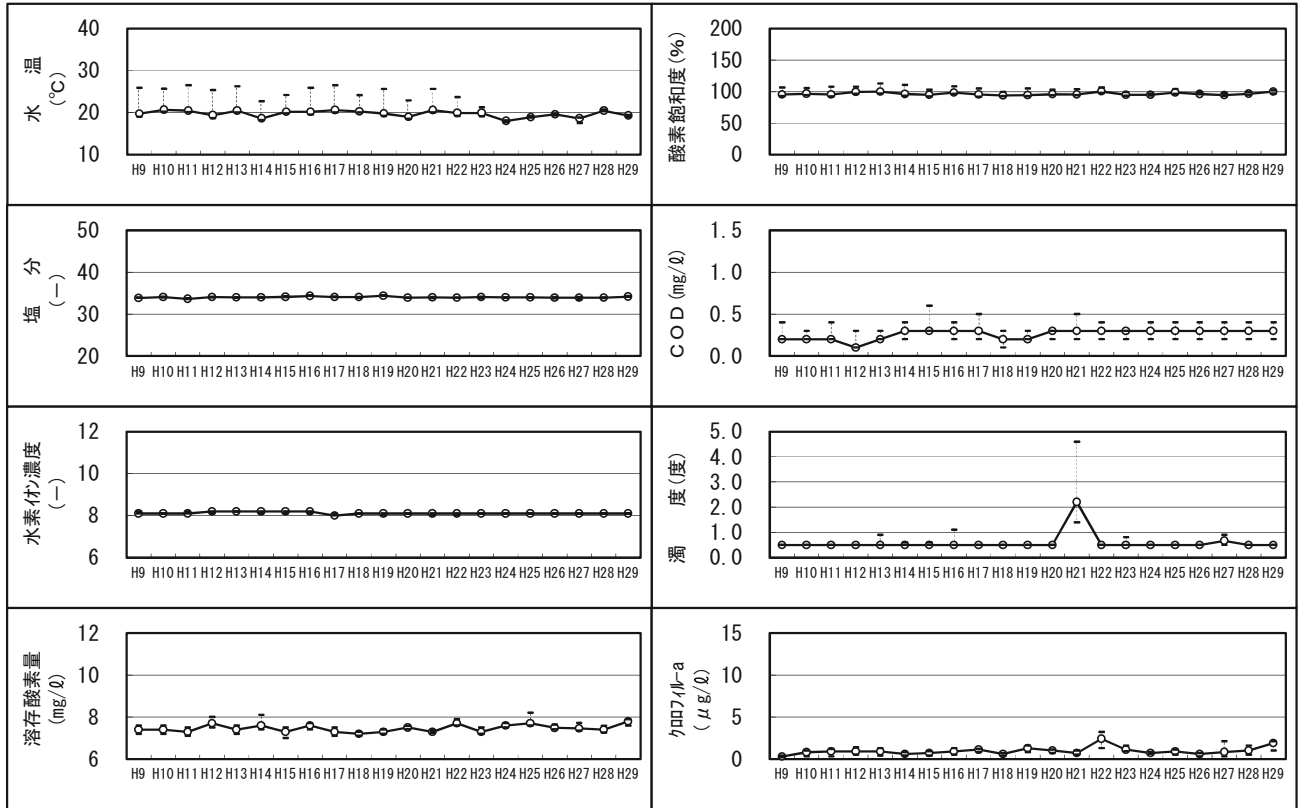 水温
(℃)
40
30
20
10
H9 H10 H11 H12 H13 H14 H15 H16 H17 H18 H19 H20 H21 H22 H23 H24 H25 H26 H27 H28 H29
酸素飽和度(%)
200
150
100
50
0
H9 H10 H11 H12 H13 H14 H15 H16 H17 H18 H19 H20 H21 H22 H23 H24 H25 H26 H27 H28 H29
塩分
(－)
50
40
30
20
H9 H10 H11 H12 H13 H14 H15 H16 H17 H18 H19 H20 H21 H22 H23 H24 H25 H26 H27 H28 H29
COD(mg/ℓ)
1.5
1.0
0.5
0.0
H9 H10 H11 H12 H13 H14 H15 H16 H17 H18 H19 H20 H21 H22 H23 H24 H25 H26 H27 H28 H29
水素ｲｵﾝ濃度
(－)
12
10
8
6
H9 H10 H11 H12 H13 H14 H15 H16 H17 H18 H19 H20 H21 H22 H23 H24 H25 H26 H27 H28 H29
濁度(度)
5.0
4.0
3.0
2.0
1.0
0.0
H9 H10 H11 H12 H13 H14 H15 H16 H17 H18 H19 H20 H21 H22 H23 H24 H25 H26 H27 H28 H29
溶存酸素量
(mg/ℓ)
12
10
8
6
H9 H10 H11 H12 H13 H14 H15 H16 H17 H18 H19 H20 H21 H22 H23 H24 H25 H26 H27 H28 H29
ｸﾛﾛﾌｨﾙ-a
(μg/ℓ)
15
10
5
0
H9 H10 H11 H12 H13 H14 H15 H16 H17 H18 H19 H20 H21 H22 H23 H24 H25 H26 H27 H28 H29